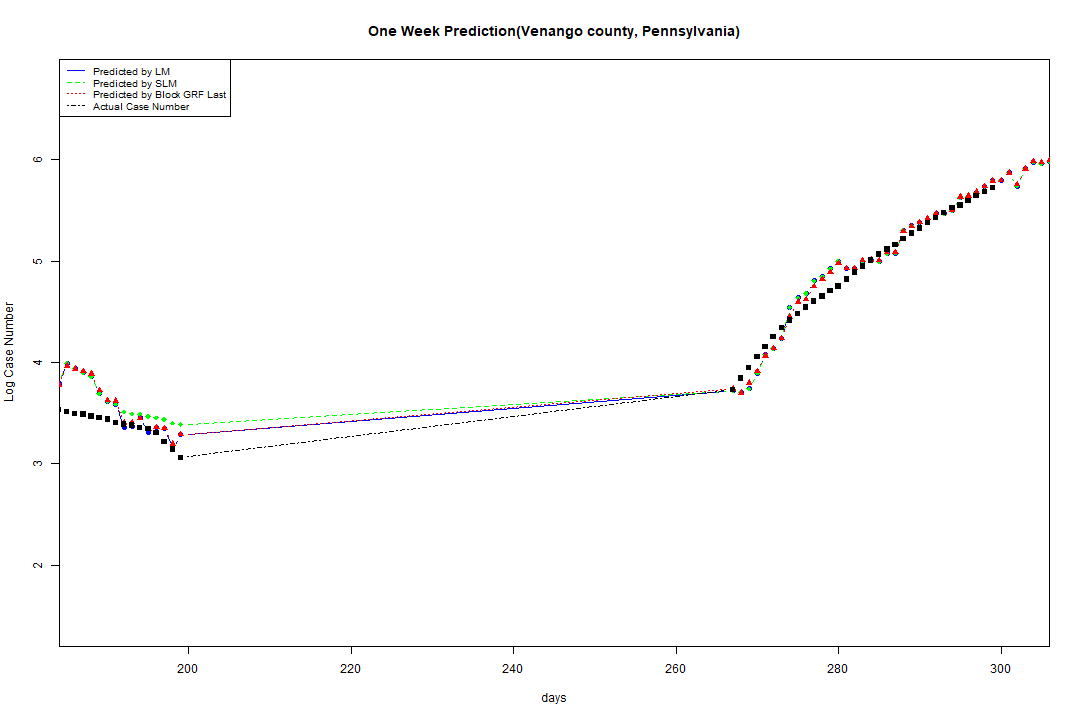 One Week Prediction(Venango county, Pennsylvania)
Predicted by LM
Predicted by SLM
Predicted by Block GRF Last
Actual Case Number
6
5
4
3
2
Log Case Number
200 220 240 260 280 300
days